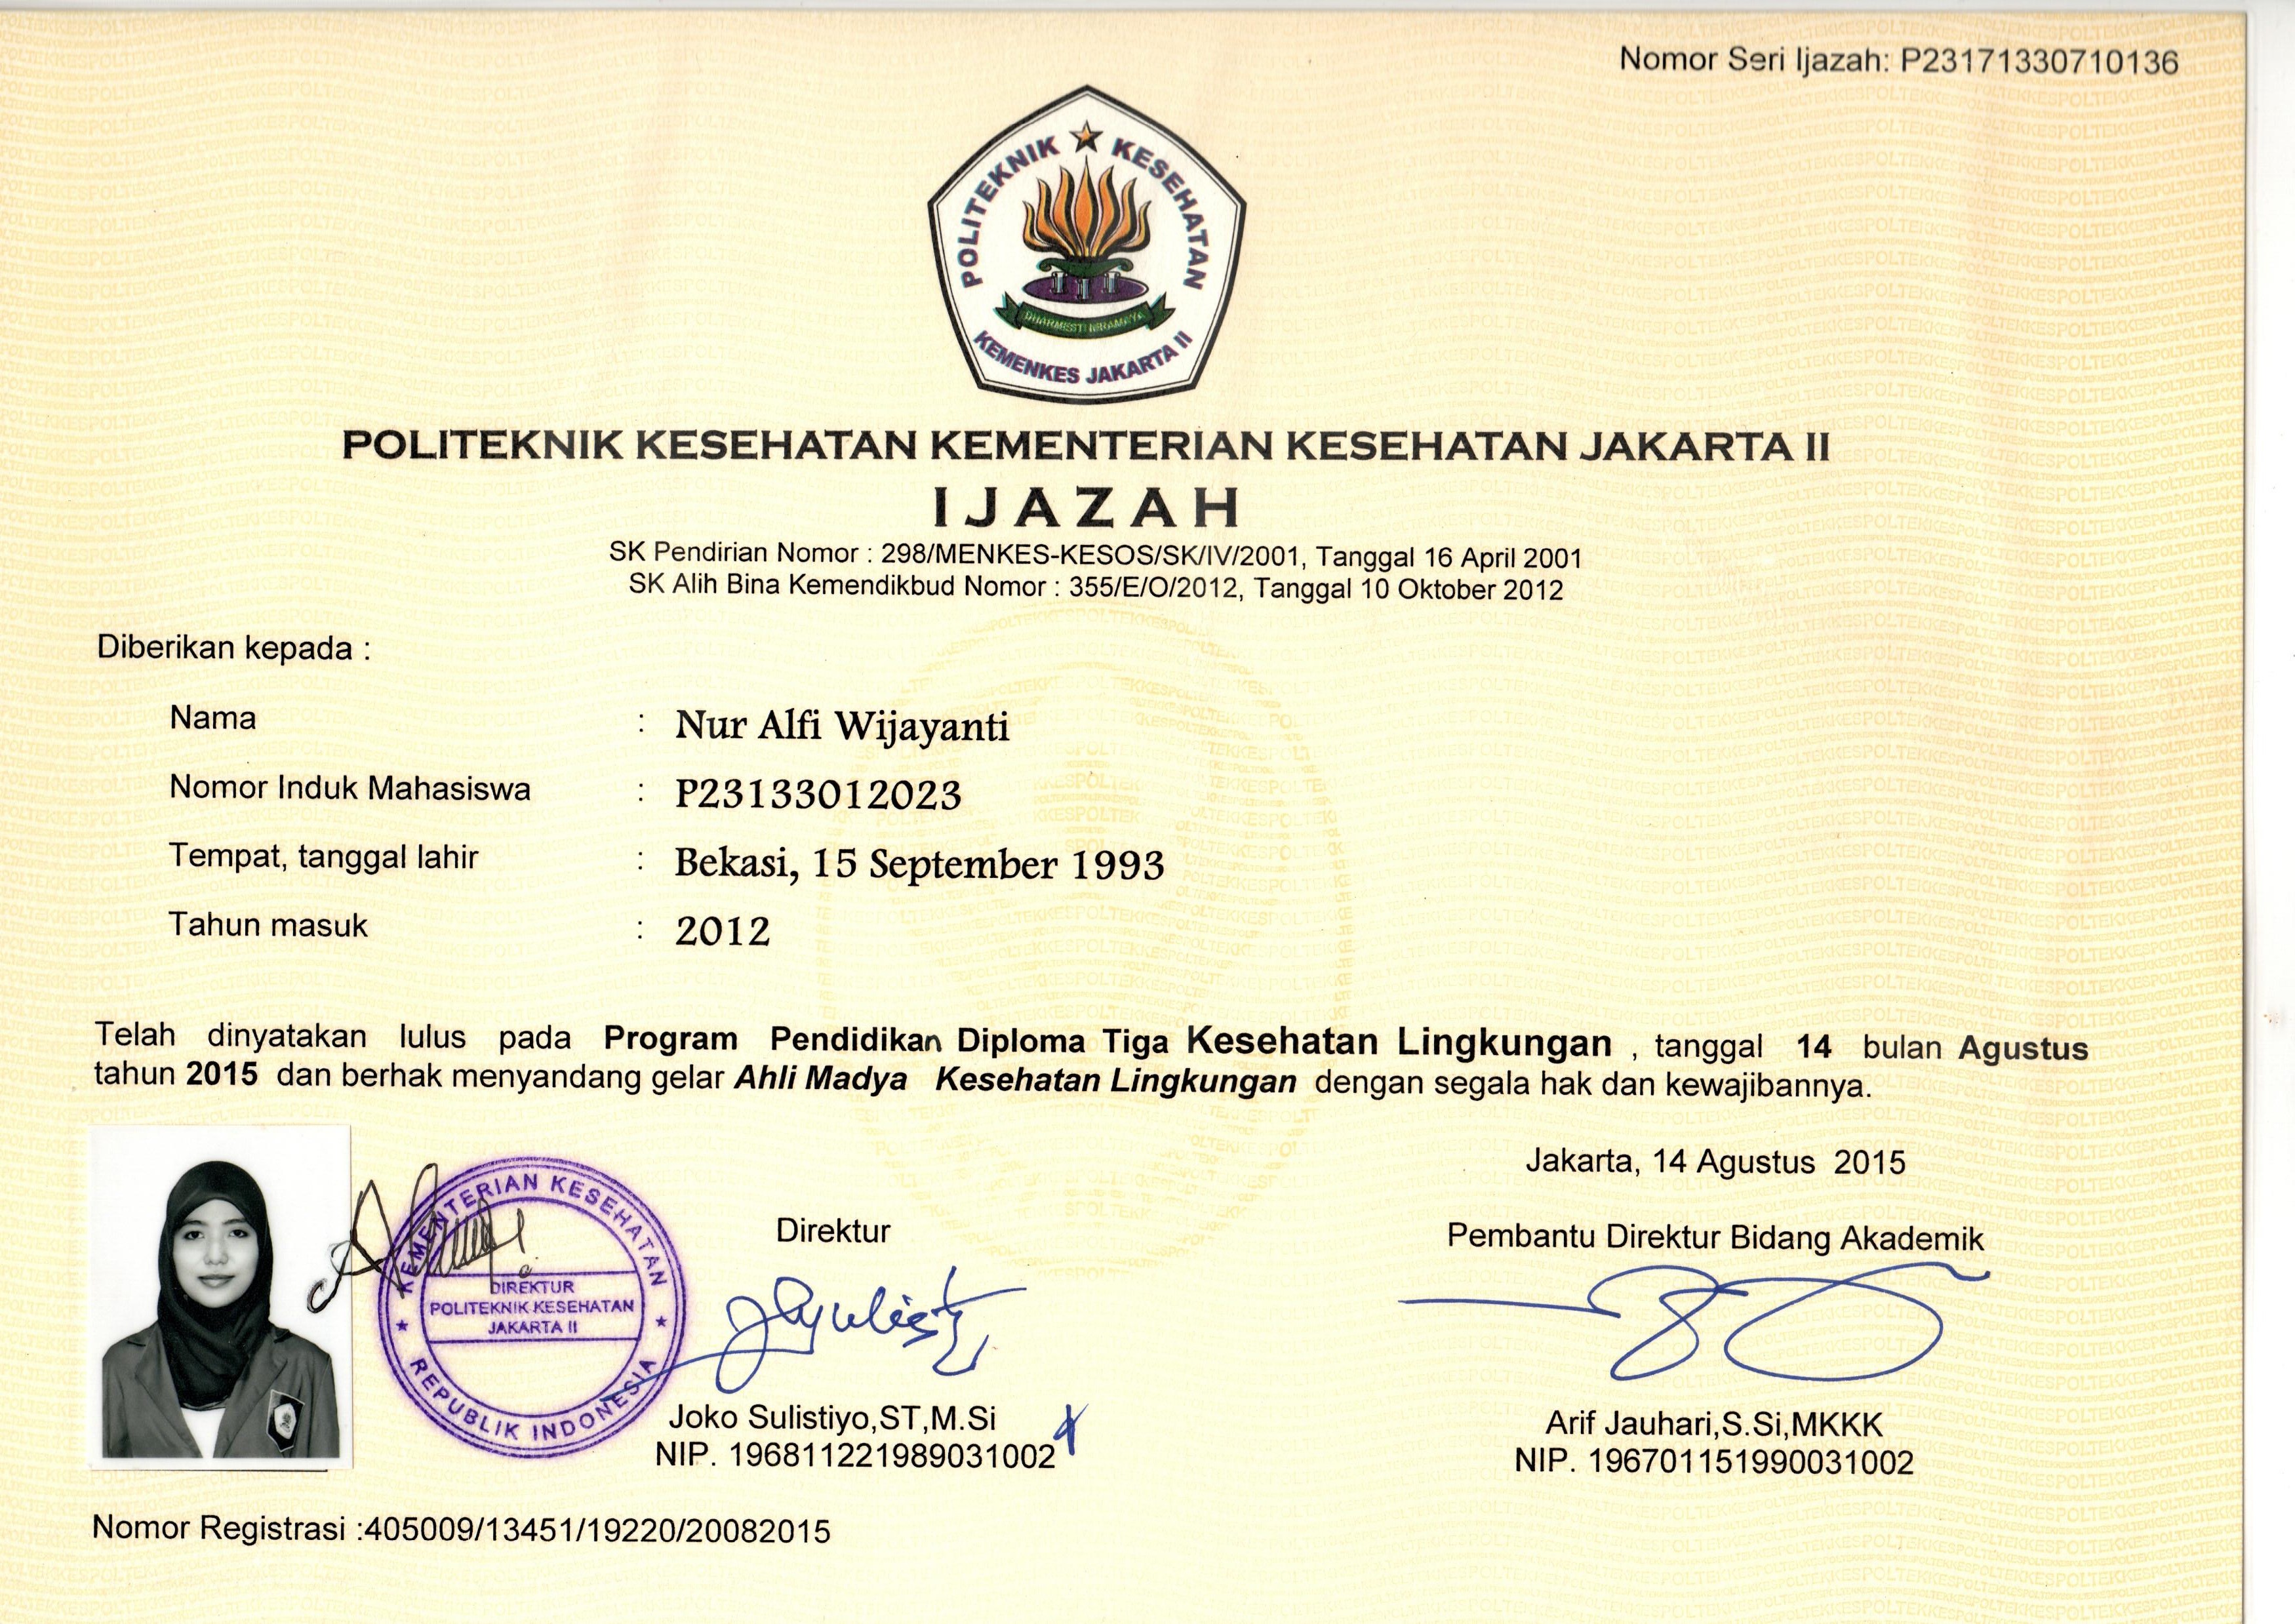 Nomor Seri Ijazah: P23171330710136
POLITEKNIK ★ KESEHATAN
KEMENKES JAKARTA II
POLITEKNIK KESEHATAN KEMENTERIAN KESEHATAN JAKARTA II
IJAZAH
SK Pendirian Nomor : 298/MENKES-KESOS/SK/IV/2001, Tanggal 16 April 2001
SK Alih Bina Kemendikbud Nomor : 355/E/O/2012, Tanggal 10 Oktober 2012
Diberikan kepada :
Nama : Nur Alfi Wijayanti
Nomor Induk Mahasiswa : P23133012023
Tempat, tanggal lahir : Bekasi, 15 September 1993
Tahun masuk : 2012
Telah dinyatakan lulus pada Program Pendidikan Diploma Tiga Kesehatan Lingkungan , tanggal 14 bulan Agustus
tahun 2015 dan berhak menyandang gelar Ahli Madya Kesehatan Lingkungan dengan segala hak dan kewajibannya.
Jakarta, 14 Agustus 2015
Direktur
Pembantu Direktur Bidang Akademik
KEMENTERIAN KESEHATAN
DIREKTUR
POLITEKNIK KESEHATAN
JAKARTA II
REPUBLIK INDONESIA
Joko Sulistiyo,ST,M.Si
NIP. 196811221989031002
Arif Jauhari,S.Si,MKKK
NIP. 196701151990031002
Nomor Registrasi :405009/13451/19220/20082015